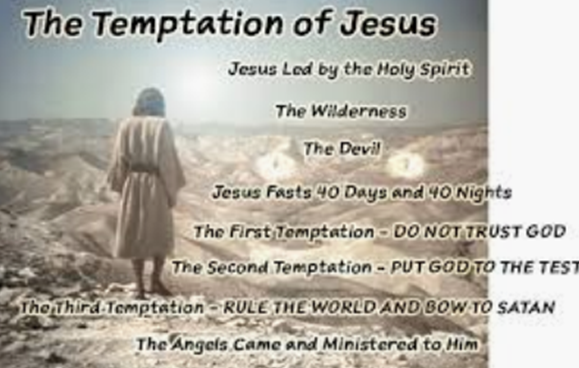 The Temptation of Jesus
Jesus Led by the Holy Spirit
The Wilderness
The Devil
Jesus Fasts 40 Days and 40 Nights
The First Temptation - DO NOT TRUST GOD
The Second Temptation - PUT GOD TO THE TEST
The Third Temptation - RULE THE WORLD AND BOW TO SATAN
The Angels Came and Ministered to Him